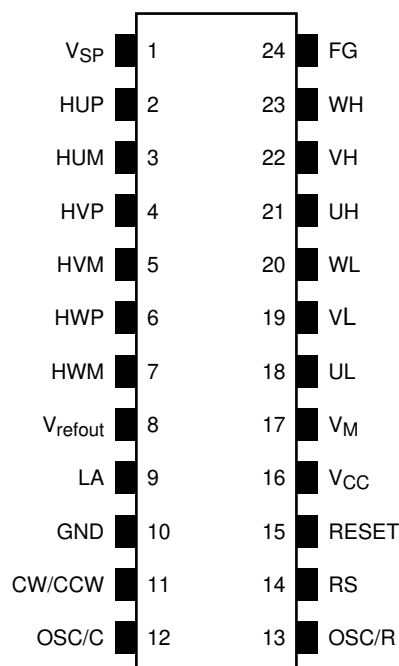 VSP 1 24 FG
HUP 2 23 WH
HUM 3 22 VH
HVP 4 21 UH
HVM 5 20 WL
HWP 6 19 VL
HWM 7 18 UL
Vrefout 8 17 VM
LA 9 16 VCC
GND 10 15 RESET
CW/CCW 11 14 RS
OSC/C 12 13 OSC/R